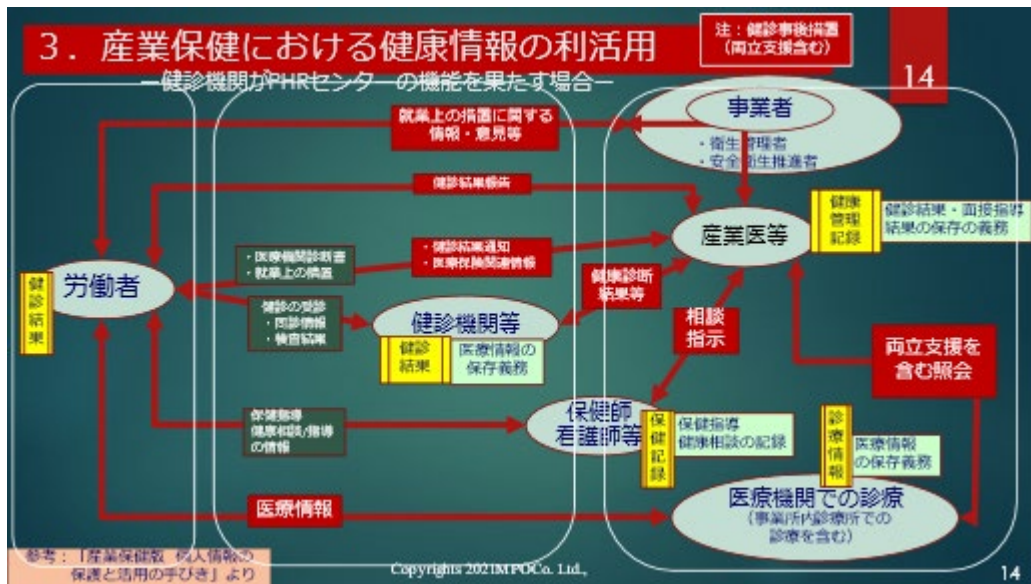 ３．産業保健における健康情報の利活用
―健診機関がPHRセンターの機能を果たす場合―
注：健診事後措置
（両立支援含む）
14
事業者
・衛生管理者
・安全衛生推進者
就業上の措置に関する
情報・意見等
健診結果報告
健康
管理
記録
健診結果・面接指導
結果の保存の義務
産業医等
・健診結果通知
・医療保険関連情報
・医療機関診断書
・就業上の措置
労働者
健診結果
健診の受診
・問診情報
・検査結果
健康診断
結果等
健診機関等
健診
結果
医療情報の
保存義務
相談
指示
両立支援を
含む照会
保健師
看護師等
保健記録
保健指導
健康相談の記録
保健指導
健康相談/指導
の情報
診療情報
医療情報
の保存義務
医療機関での診療
（事業所内診療所での
診療を含む）
医療情報
参考：「産業保健版 個人情報の
保護と活用の手びき」より
Copyrights 2021MPOCo. Ltd.,
14